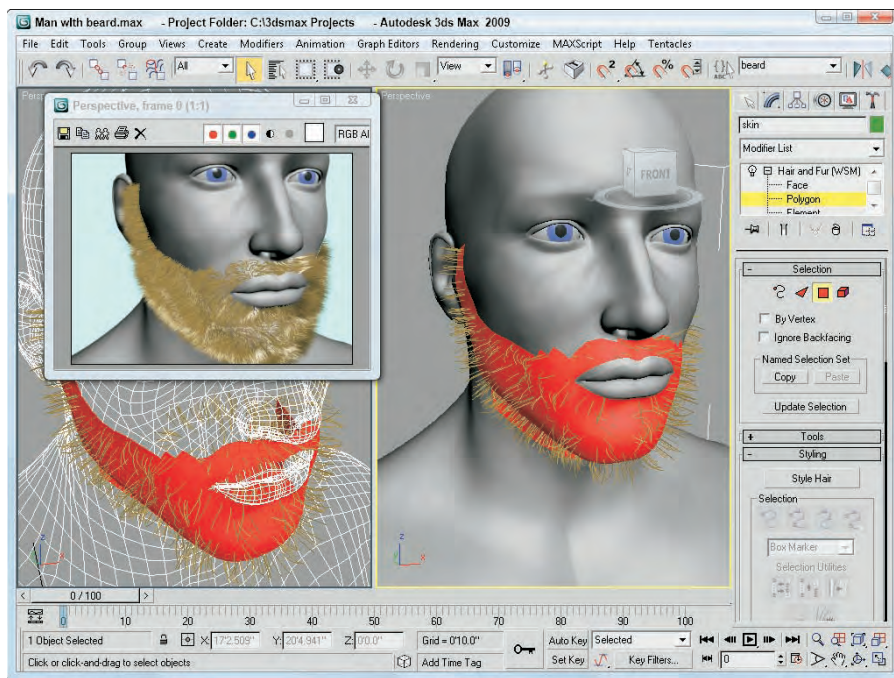 Man with beard.max - Project Folder: C:\3dsmax Projects - Autodesk 3ds Max 2009
File Edit Tools Group Views Create Modifiers Animation Graph Editors Rendering Customize MAXScript Help Tentacles
All View beard
Perspective, frame 0 (1:1)
RGB Al
Perspective
FRONT
skin
Modifier List
Hair and Fur (WSM)
Face
Polygon
Element
- Selection
By Vertex
Ignore Backfacing
Named Selection Set
Copy Paste
Update Selection
+ Tools
- Styling
Style Hair
Selection
Box Marker
Selection Utilities
z
x
z
x
< 0 / 100 >
0 10 20 30 40 50 60 70 80 90 100
1 Object Selected X: 17'2.509" Y: 20'4.941" Z: 0'0.0" Grid = 0'10.0" Auto Key Selected
Click or click-and-drag to select objects Add Time Tag Set Key Key Filters... 0